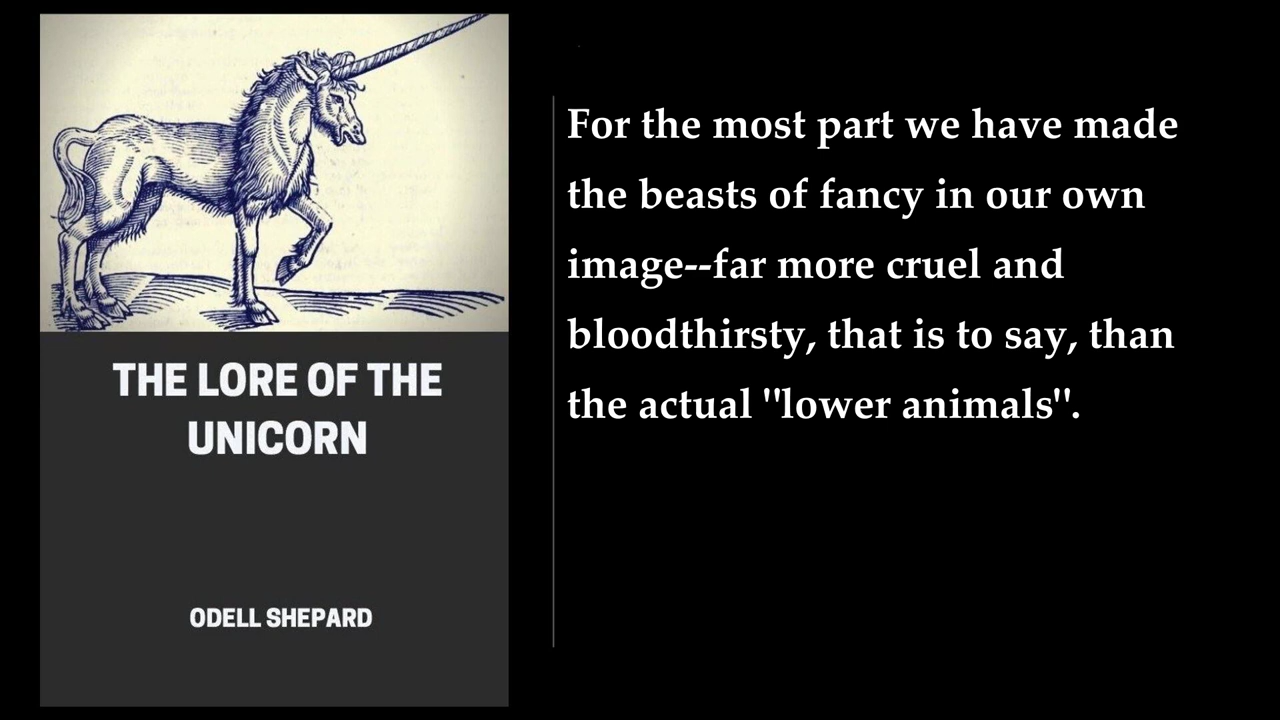 THE LORE OF THE
UNICORN
ODELL SHEPARD
For the most part we have made
the beasts of fancy in our own
image--far more cruel and
bloodthirsty, that is to say, than
the actual "lower animals".